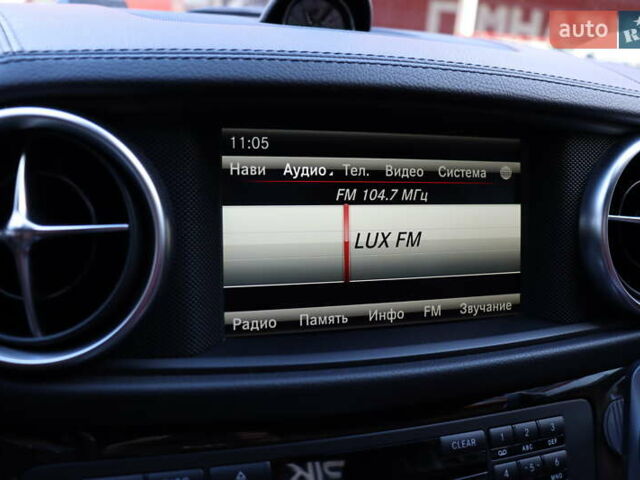 auto
11:05
Нави Аудио Тел. Видео Система
FM 104.7 МГц
LUX FM
Радио Память Инфо FM Звучание
CLEAR 1 2 ABC 3 DEF
4 5